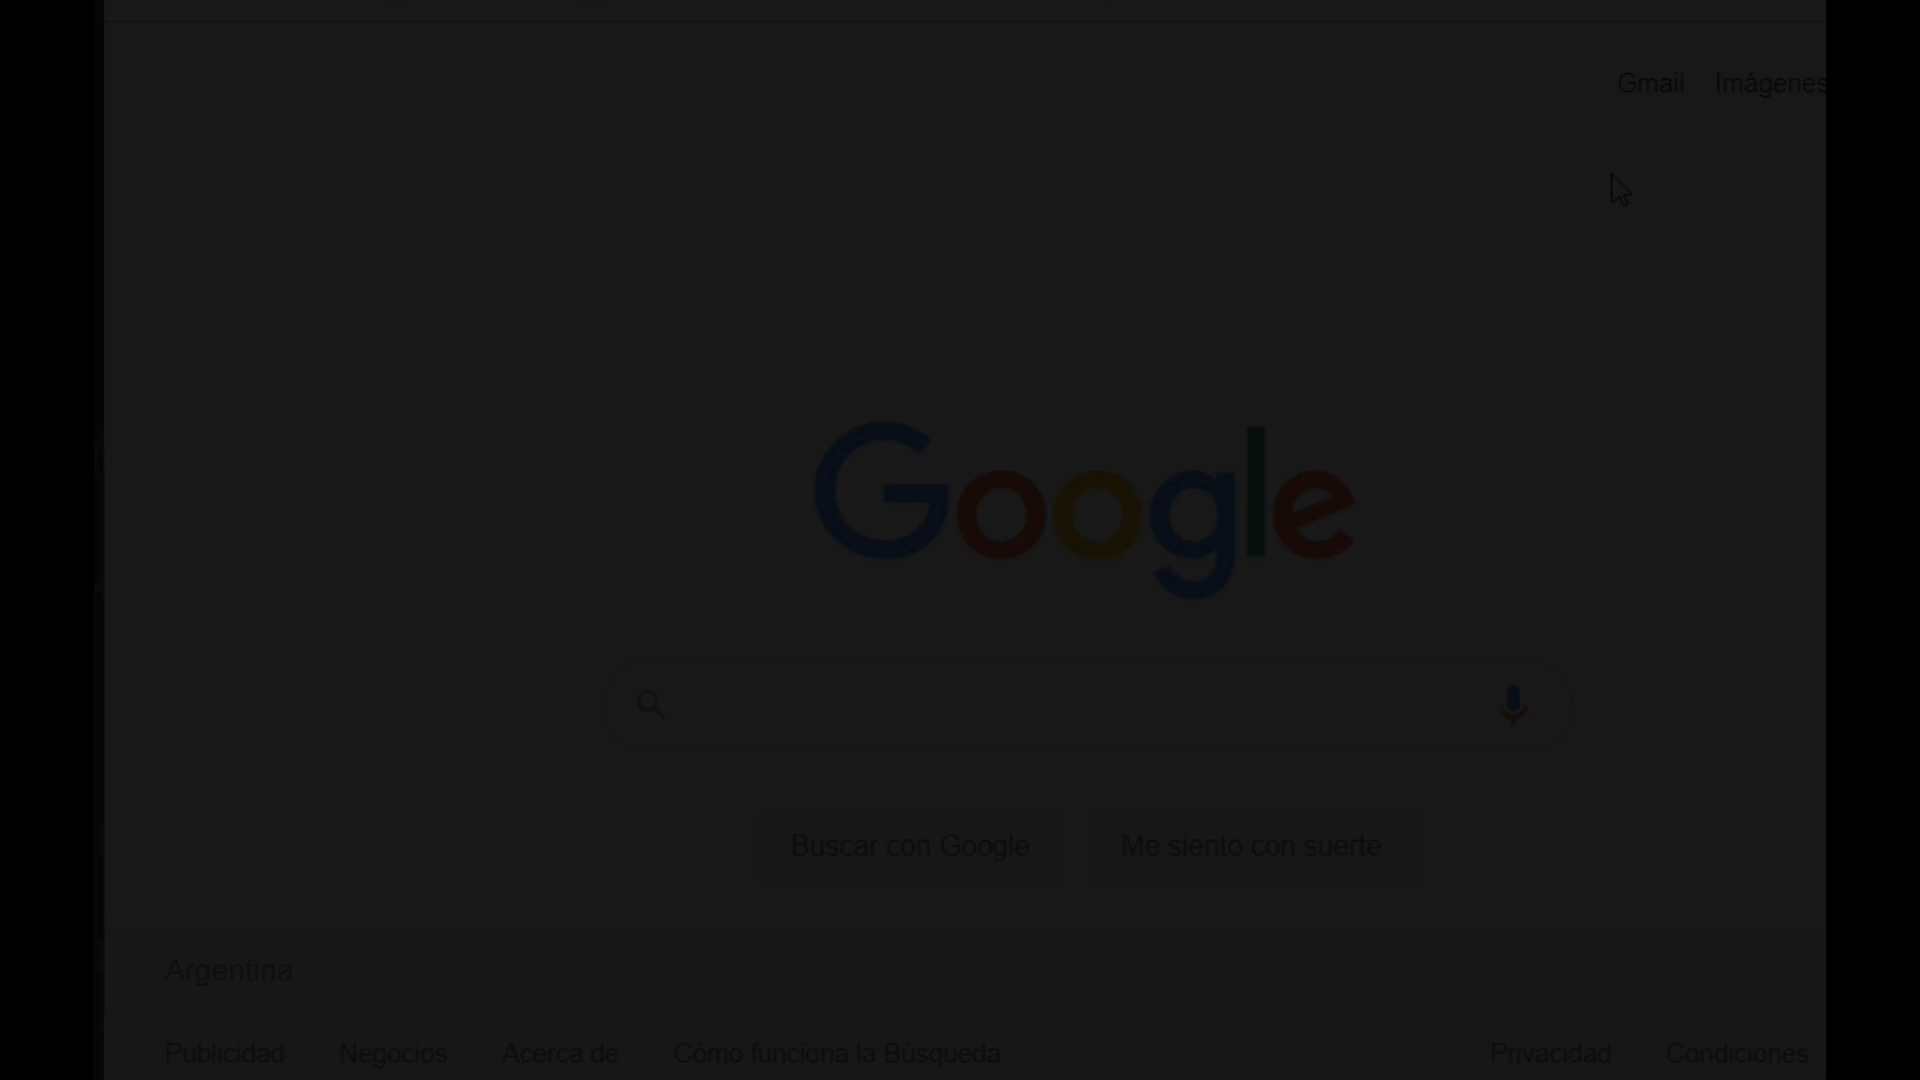 Gmail Imágenes
Google
Buscar con Google Me siento con suerte
Argentina
Publicidad Negocios Acerca de Cómo funciona la Búsqueda Privacidad Condiciones